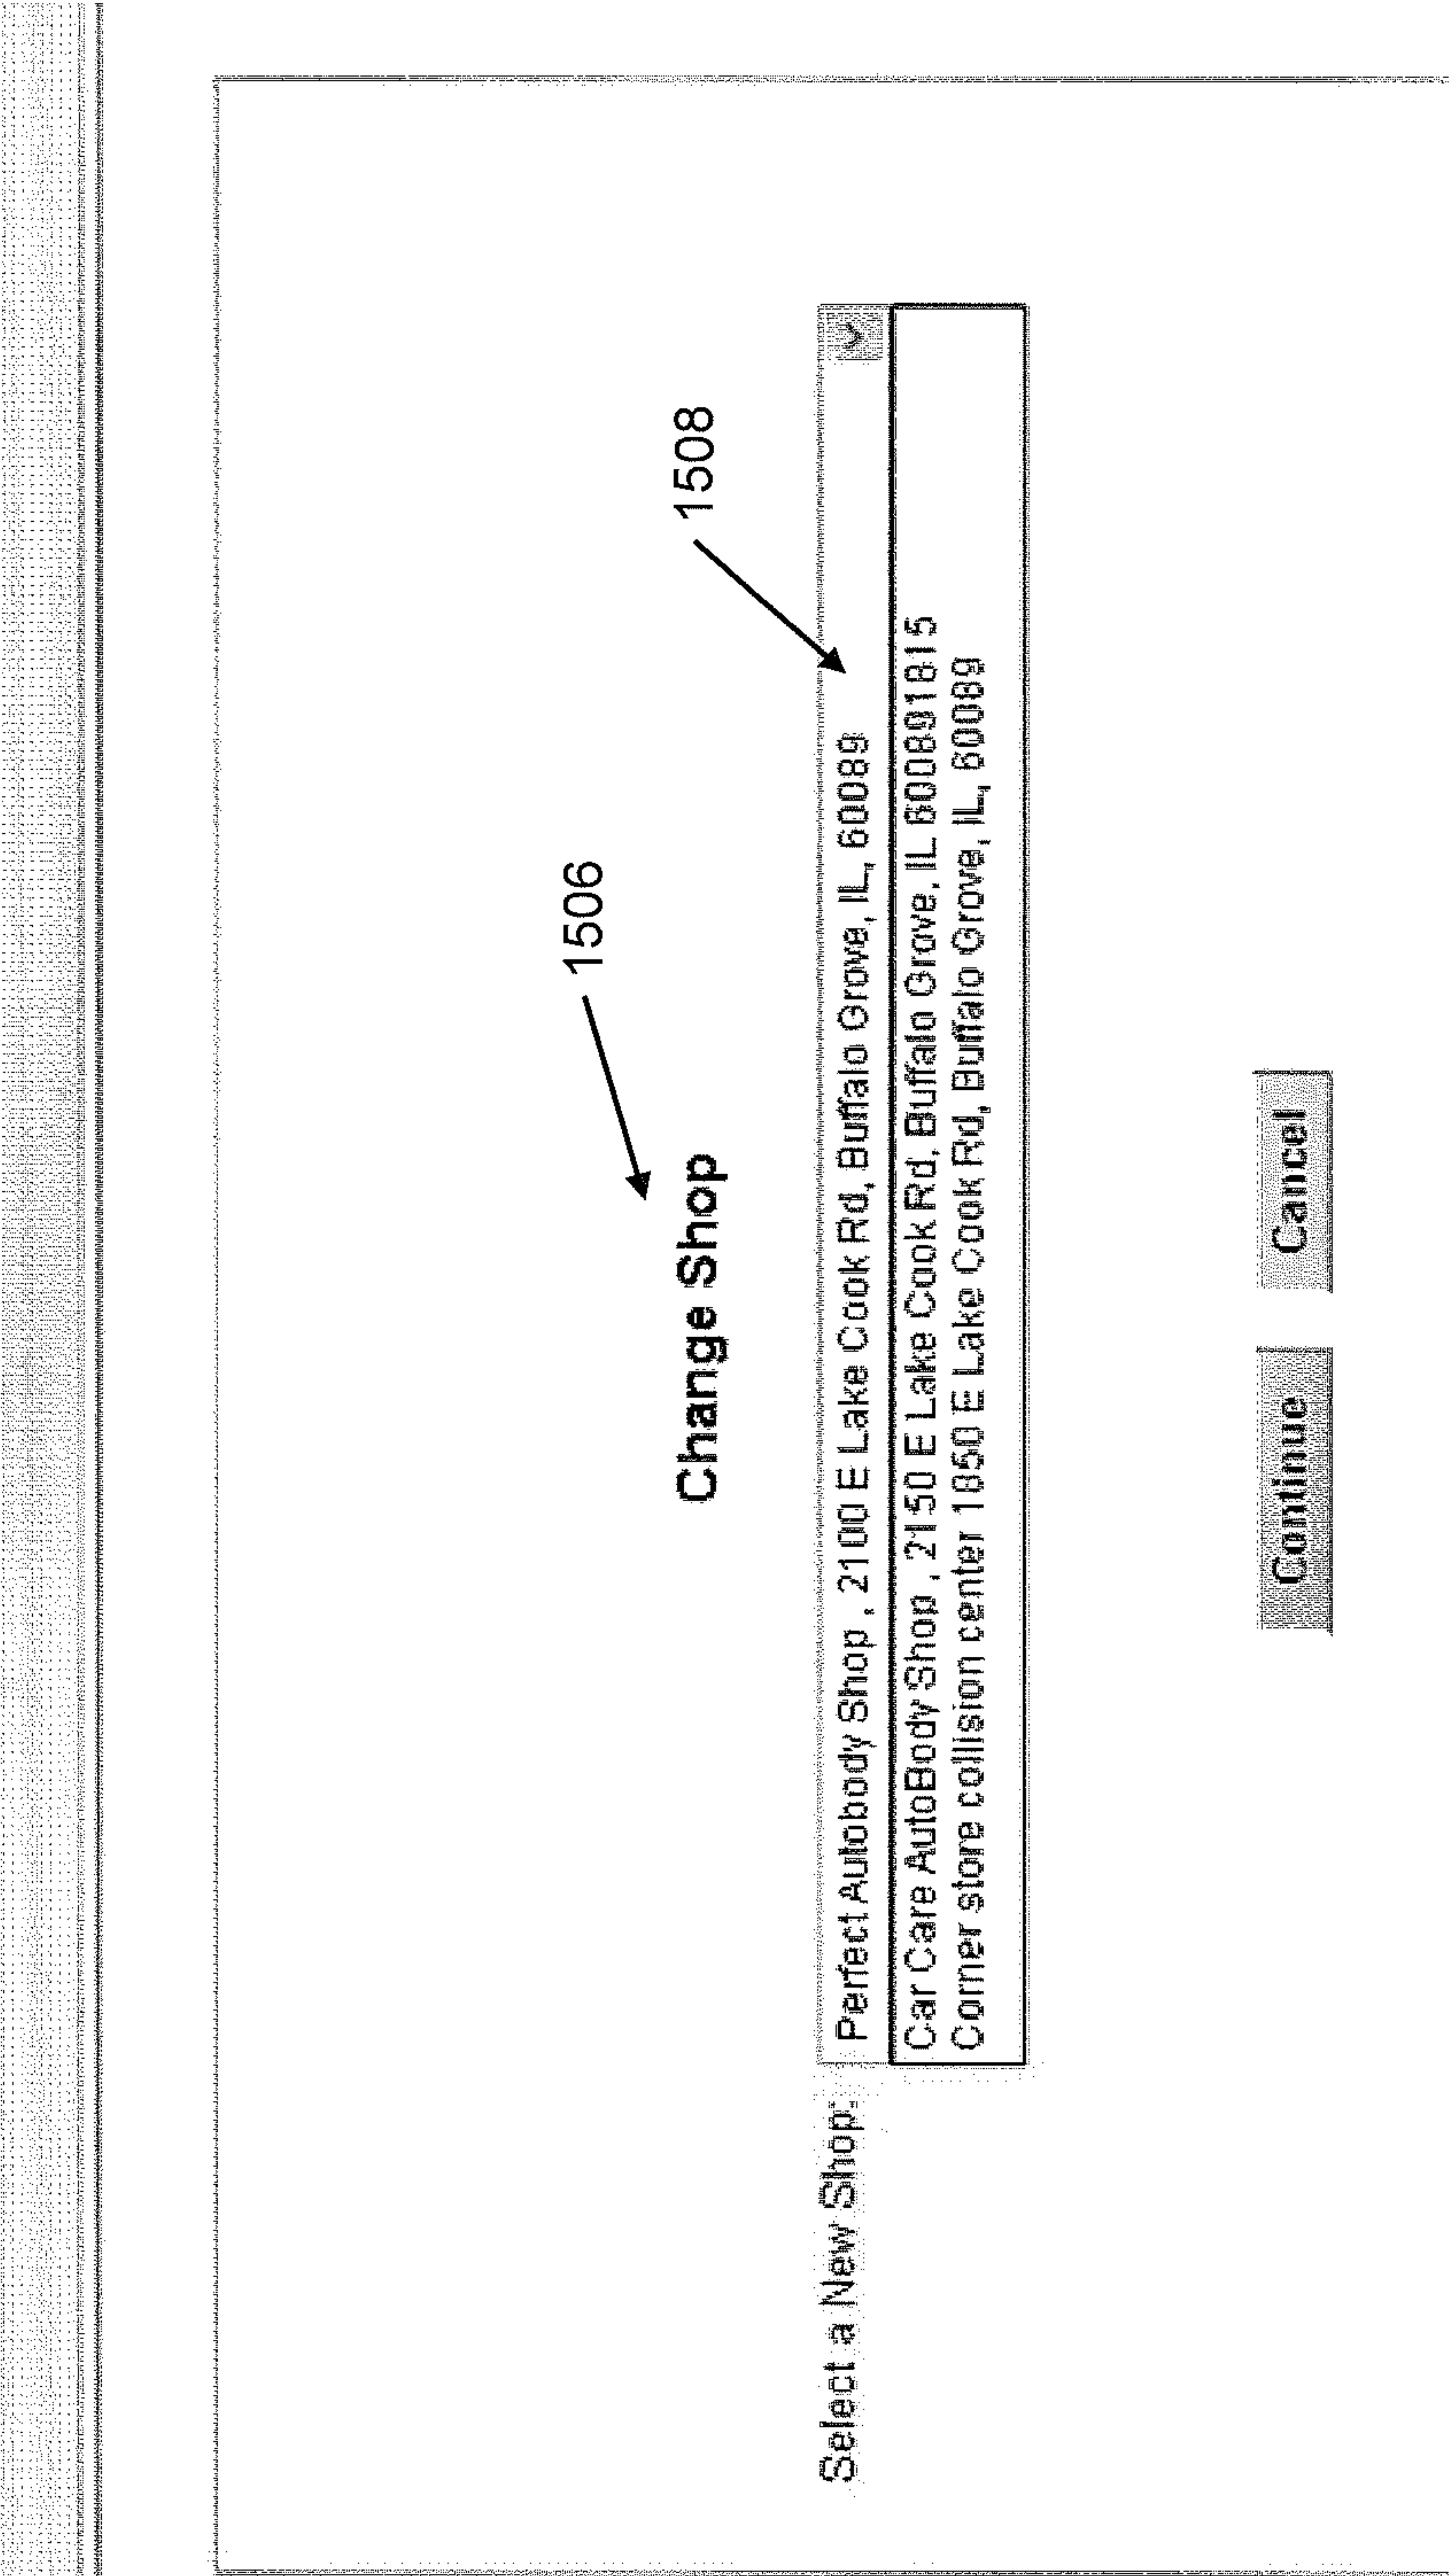 1506
1508
Change Shop
Select a New Shop:
Perfect Autobody Shop , 2100 E Lake Cook Rd, Buffalo Grove, IL, 60089
Car Care AutoBody Shop , 2150 E Lake Cook Rd, Buffalo Grove, IL 600891815
Corner store collision center 1850 E Lake Cook Rd, Buffalo Grove, IL, 60089
Continue
Cancel